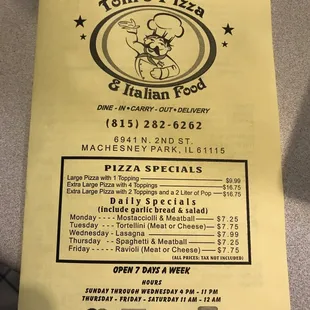 Tom's Pizza
& Italian Food
DINE - IN • CARRY - OUT • DELIVERY
(815) 282-6262
6941 N. 2ND ST.
MACHESNEY PARK, IL 61115
PIZZA SPECIALS
Large Pizza with 1 Topping $9.99
Extra Large Pizza with 4 Toppings $16.75
Extra Large Pizza with 2 Toppings and a 2 Liter of Pop $16.75
Daily Specials
(include garlic bread & salad)
Monday - Mostacciolli & Meatball $7.25
Tuesday - Tortellini (Meat or Cheese) $7.75
Wednesday - Lasagna $7.99
Thursday - Spaghetti & Meatball $7.25
Friday - Ravioli (Meat or Cheese) $7.75
(ALL PRICES: TAX NOT INCLUDED)
OPEN 7 DAYS A WEEK
HOURS
SUNDAY THROUGH WEDNESDAY 4 PM - 11 PM
THURSDAY - FRIDAY - SATURDAY 11 AM - 12 AM